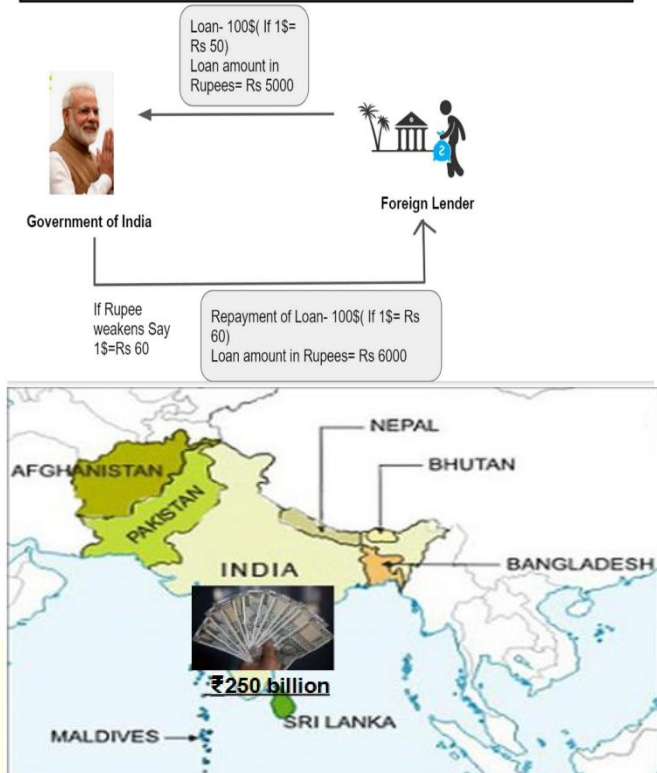 Loan- 100$( If 1$=
Rs 50)
Loan amount in
Rupees= Rs 5000
Government of India
Foreign Lender
If Rupee
weakens Say
1$=Rs 60
Repayment of Loan- 100$( If 1$= Rs
60)
Loan amount in Rupees= Rs 6000
NEPAL
BHUTAN
AFGHANISTAN
PAKISTAN
INDIA
BANGLADESH
₹250 billion
SRI LANKA
MALDIVES